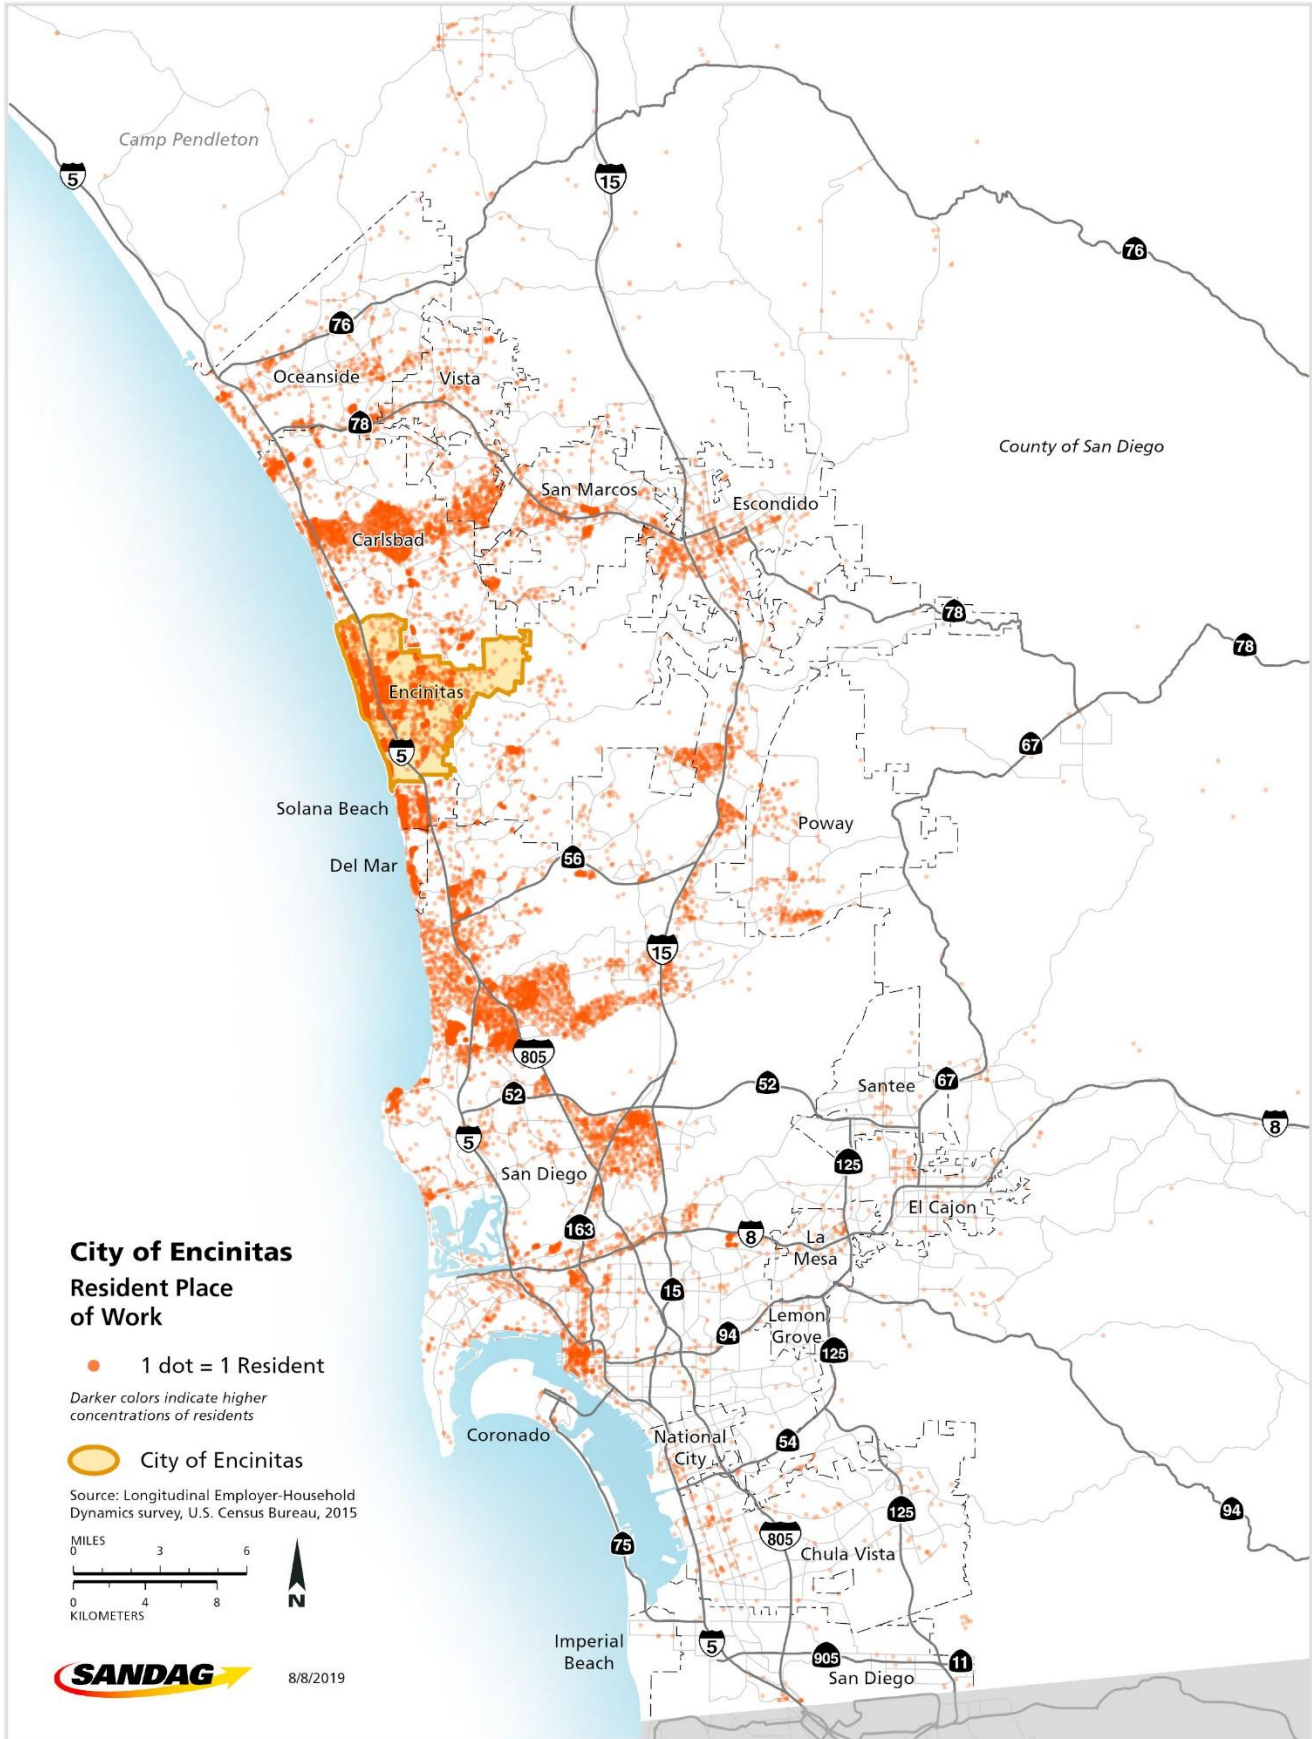 Camp Pendleton
5
15
76
76
Oceanside
Vista
78
County of San Diego
San Marcos
Escondido
Carlsbad
78
78
Encinitas
67
5
Solana Beach
Poway
Del Mar
56
15
805
52
52
Santee
67
8
5
125
San Diego
El Cajon
163
8
La
Mesa
City of Encinitas
Resident Place
of Work
15
Lemon
Grove
94
125
1 dot = 1 Resident
Darker colors indicate higher
concentrations of residents
Coronado
National
City
54
City of Encinitas
Source: Longitudinal Employer-Household
Dynamics survey, U.S. Census Bureau, 2015
125
94
MILES
0 3 6
75
805
Chula Vista
0 4 8
KILOMETERS
N
Imperial
Beach
5
905
San Diego
11
SANDAG
8/8/2019